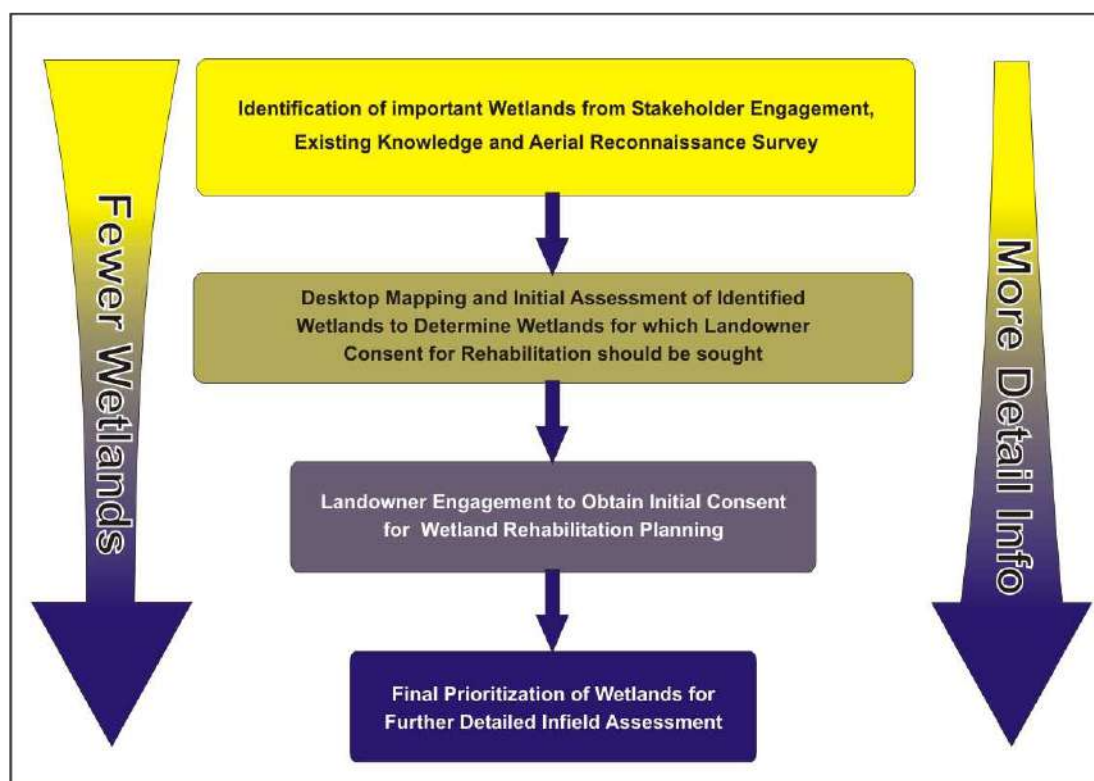 Identification of important Wetlands from Stakeholder Engagement,
Existing Knowledge and Aerial Reconnaissance Survey
Fewer Wetlands
More Detail Info
Desktop Mapping and Initial Assessment of Identified
Wetlands to Determine Wetlands for which Landowner
Consent for Rehabilitation should be sought
Landowner Engagement to Obtain Initial Consent
for Wetland Rehabilitation Planning
Final Prioritization of Wetlands for
Further Detailed Infield Assessment